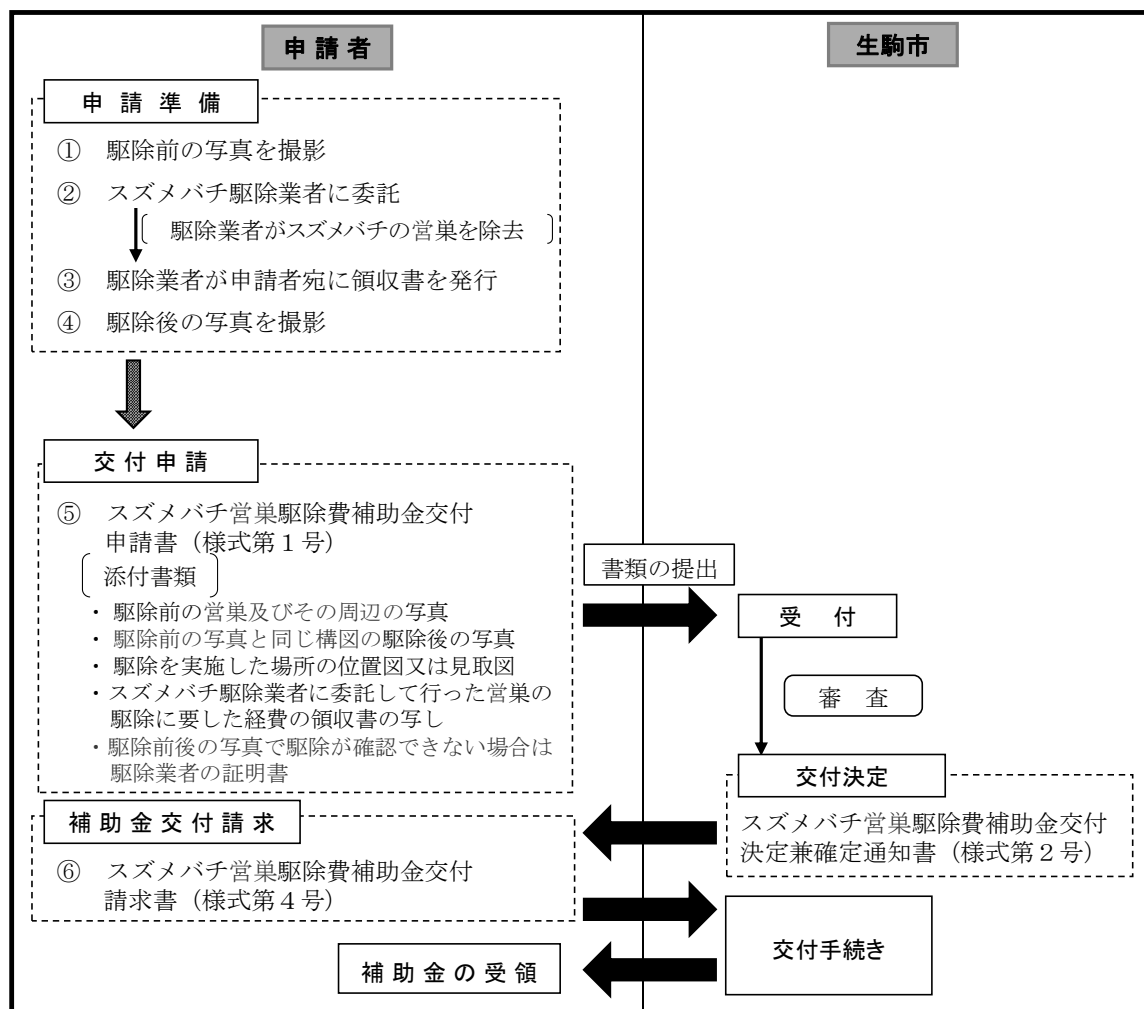 申請者
生駒市
申請準備
① 駆除前の写真を撮影
② スズメバチ駆除業者に委託
駆除業者がスズメバチの営巣を除去
③ 駆除業者が申請者宛に領収書を発行
④ 駆除後の写真を撮影
交付申請
⑤ スズメバチ営巣駆除費補助金交付
申請書（様式第１号）
添付書類
・ 駆除前の営巣及びその周辺の写真
・ 駆除前の写真と同じ構図の駆除後の写真
・ 駆除を実施した場所の位置図又は見取図
・スズメバチ駆除業者に委託して行った営巣の
駆除に要した経費の領収書の写し
・駆除前後の写真で駆除が確認できない場合は
駆除業者の証明書
書類の提出
受　付
審　査
交付決定
スズメバチ営巣駆除費補助金交付
決定兼確定通知書（様式第２号）
補助金交付請求
⑥ スズメバチ営巣駆除費補助金交付
請求書（様式第４号）
交付手続き
補助金の受領